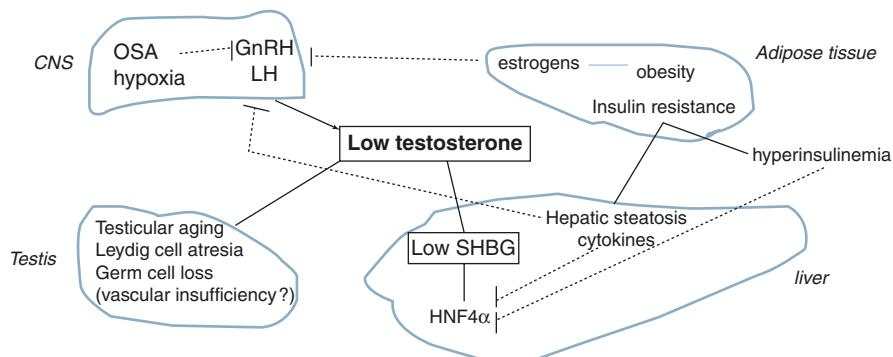 CNS
OSA
hypoxia
GnRH
LH
Adipose tissue
estrogens
obesity
Insulin resistance
Low testosterone
hyperinsulinemia
Testis
Testicular aging
Leydig cell atresia
Germ cell loss
(vascular insufficiency?)
Hepatic steatosis
cytokines
Low SHBG
liver
HNF4α